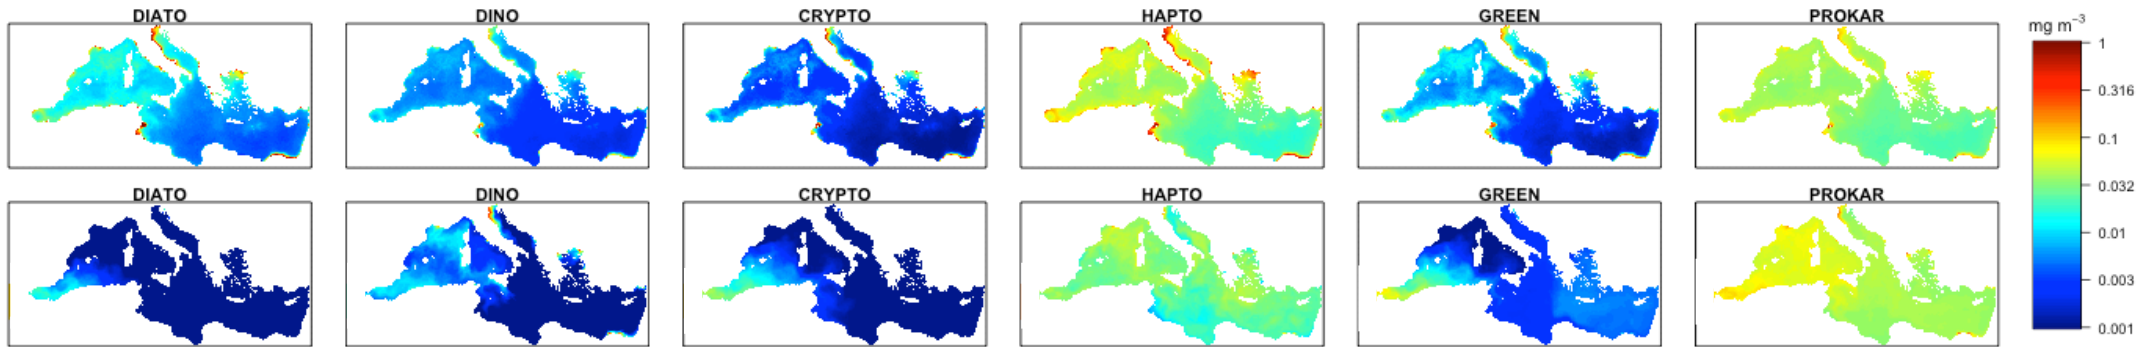 DIATO DINO CRYPTO HAPTO GREEN PROKAR
mg m⁻³
1
0.316
0.1
0.032
0.01
0.003
0.001
DIATO DINO CRYPTO HAPTO GREEN PROKAR